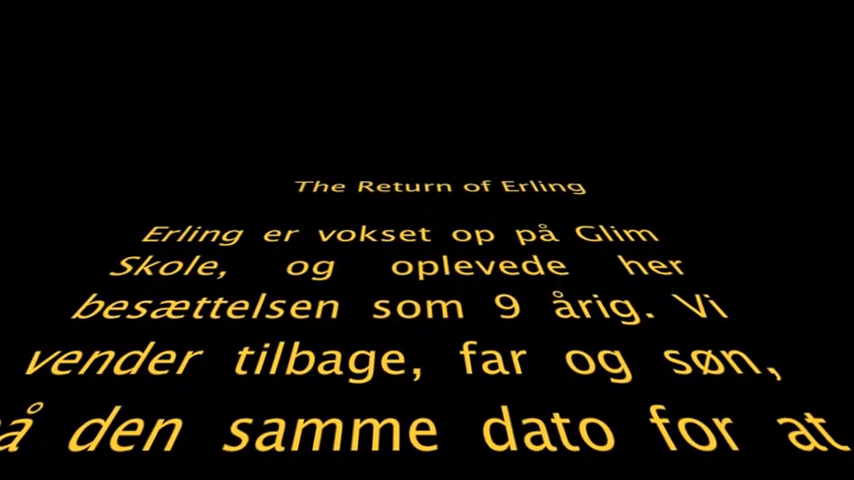 The Return of Erling
Erling er vokset op på Glim
Skole, og oplevede her
besættelsen som 9 årig. Vi
vender tilbage, far og søn,
på den samme dato for at